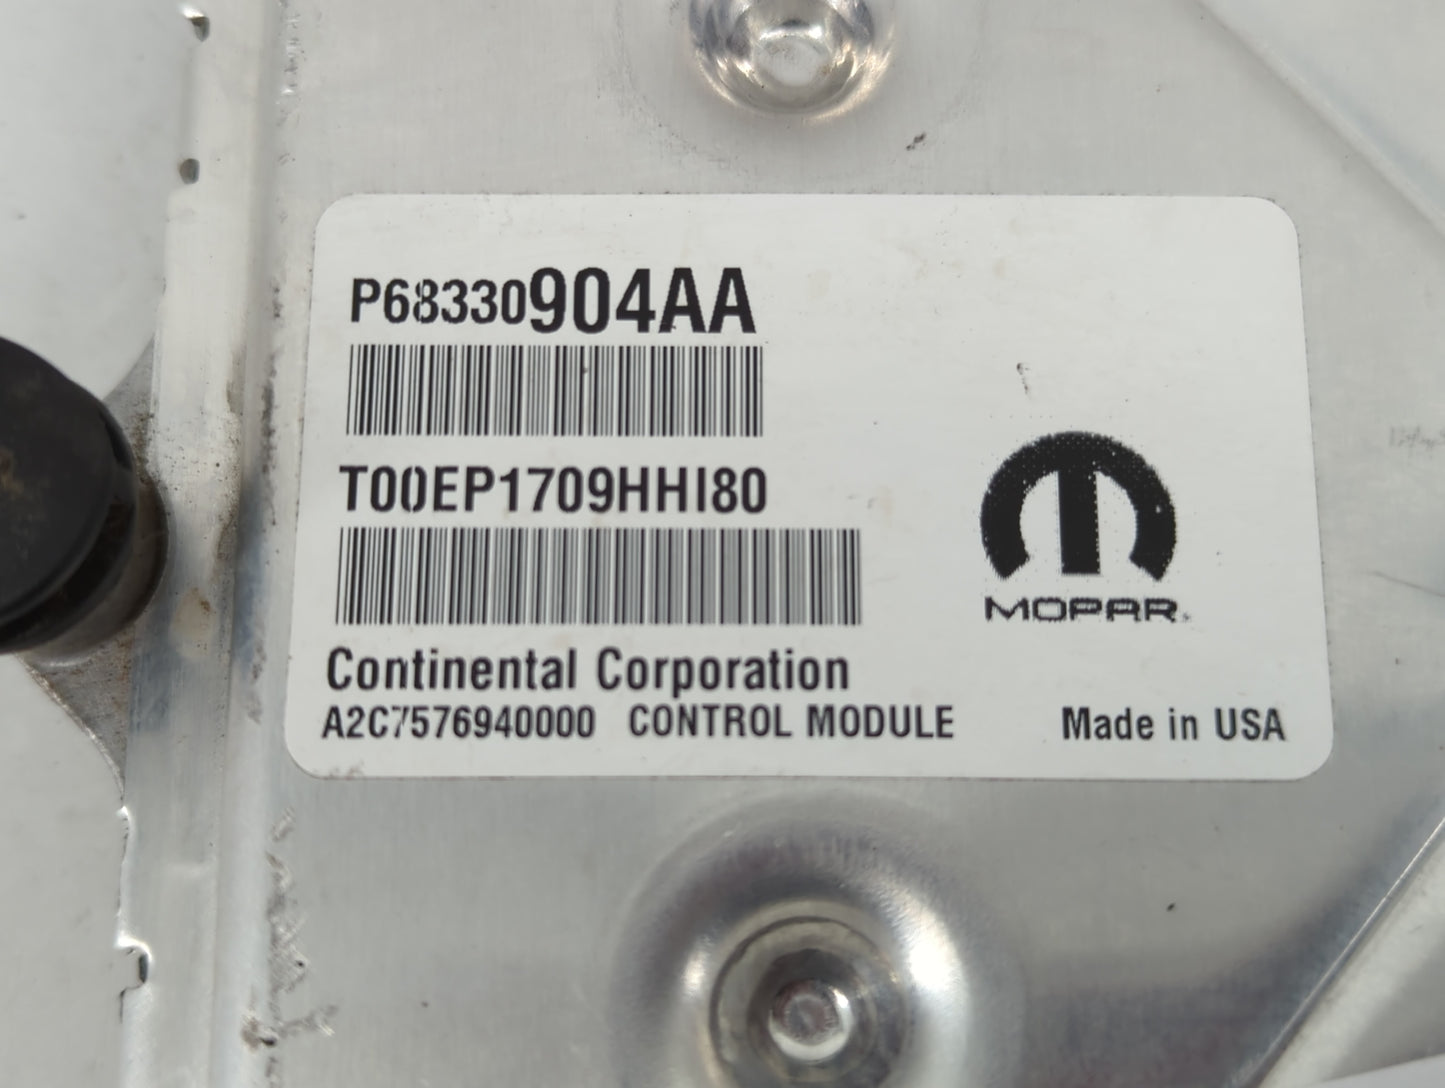 P68330904AA
T00EP1709HHI80
MOPAR
Continental Corporation
A2C7576940000 CONTROL MODULE Made in USA